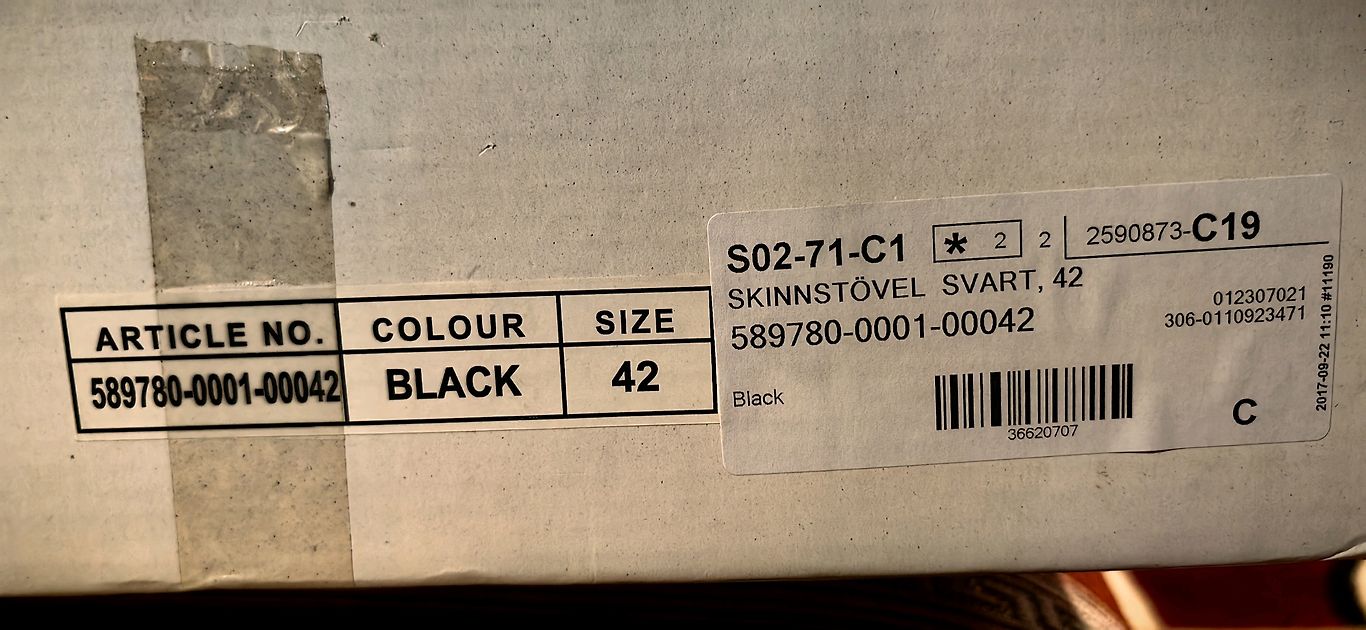 ARTICLE NO. COLOUR SIZE
589780-0001-00042 BLACK 42
S02-71-C1 * 2 2 2590873-C19
SKINNSTÖVEL SVART, 42
589780-0001-00042
012307021
306-0110923471
Black
36620707
C
2017-09-22 11:10 #11190